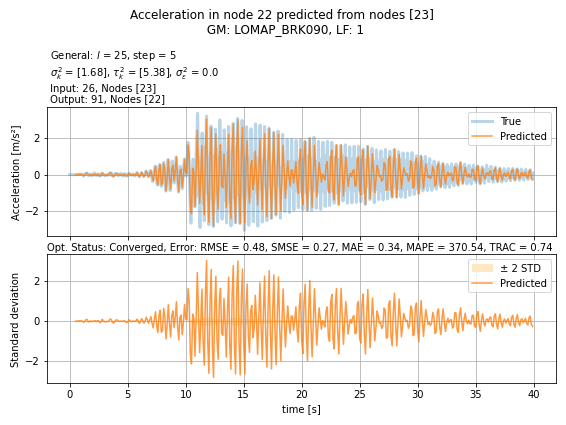 Acceleration in node 22 predicted from nodes [23]
GM: LOMAP_BRK090, LF: 1
General: l = 25, step = 5
σ²ₖ = [1.68], τ²ₖ = [5.38], σ²ε = 0.0
Input: 26, Nodes [23]
Output: 91, Nodes [22]
True
Predicted
Acceleration [m/s²]
2
0
−2
Opt. Status: Converged, Error: RMSE = 0.48, SMSE = 0.27, MAE = 0.34, MAPE = 370.54, TRAC = 0.74
± 2 STD
Predicted
Standard deviation
2
0
−2
0 5 10 15 20 25 30 35 40
time [s]